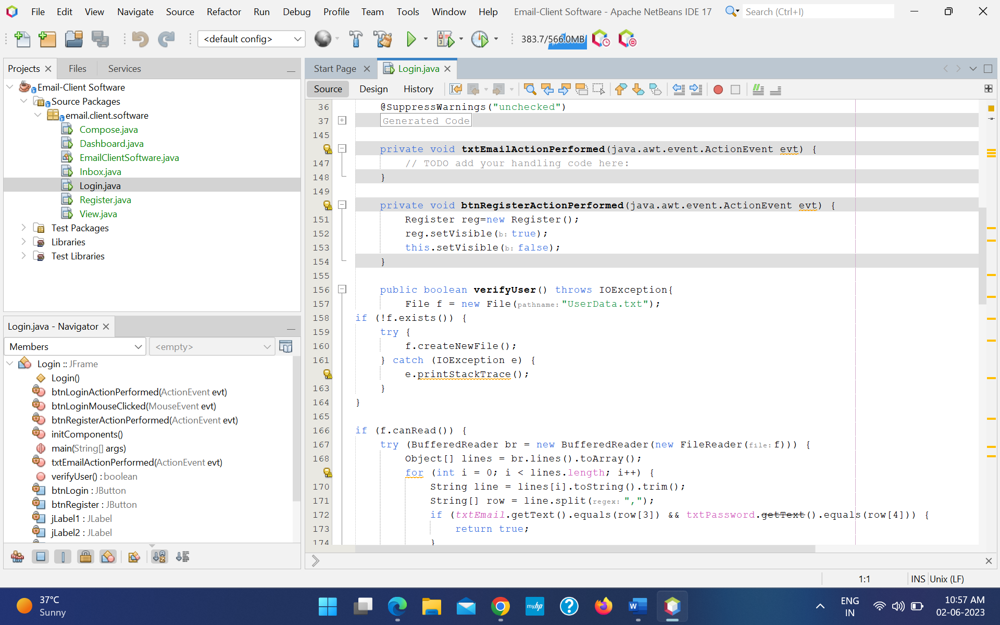 File Edit View Navigate Source Refactor Run Debug Profile Team Tools Window Help Email-Client Software - Apache NetBeans IDE 17 Search (Ctrl+I)
<default config> 383.7/566.0MB
Projects Files Services
Email-Client Software
Source Packages
email.client.software
Compose.java
Dashboard.java
EmailClientSoftware.java
Inbox.java
Login.java
Register.java
View.java
Test Packages
Libraries
Test Libraries
Login.java - Navigator
Members <empty>
Login :: JFrame
Login()
btnLoginActionPerformed(ActionEvent evt)
btnLoginMouseClicked(MouseEvent evt)
btnRegisterActionPerformed(ActionEvent evt)
initComponents()
main(String[] args)
txtEmailActionPerformed(ActionEvent evt)
verifyUser() : boolean
btnLogin : JButton
btnRegister : JButton
jLabel1 : JLabel
jLabel2 : JLabel
Start Page Login.java
Source Design History
36 @SuppressWarnings("unchecked")
37 Generated Code
145
private void txtEmailActionPerformed(java.awt.event.ActionEvent evt) {
147 // TODO add your handling code here:
148 }
149
private void btnRegisterActionPerformed(java.awt.event.ActionEvent evt) {
151 Register reg=new Register();
152 reg.setVisible(b: true);
153 this.setVisible(b: false);
154 }
155
156 public boolean verifyUser() throws IOException{
157 File f = new File(pathname: "UserData.txt");
158 if (!f.exists()) {
159 try {
160 f.createNewFile();
161 } catch (IOException e) {
e.printStackTrace();
163 }
164 }
165
166 if (f.canRead()) {
167 try (BufferedReader br = new BufferedReader(new FileReader(file: f))) {
168 Object[] lines = br.lines().toArray();
for (int i = 0; i < lines.length; i++) {
170 String line = lines[i].toString().trim();
171 String[] row = line.split(regex: ",");
172 if (txtEmail.getText().equals(row[3]) && txtPassword.getText().equals(row[4])) {
173 return true;
174 }
1:1 INS Unix (LF)
37°C
Sunny
myhp
ENG
IN
10:57 AM
02-06-2023